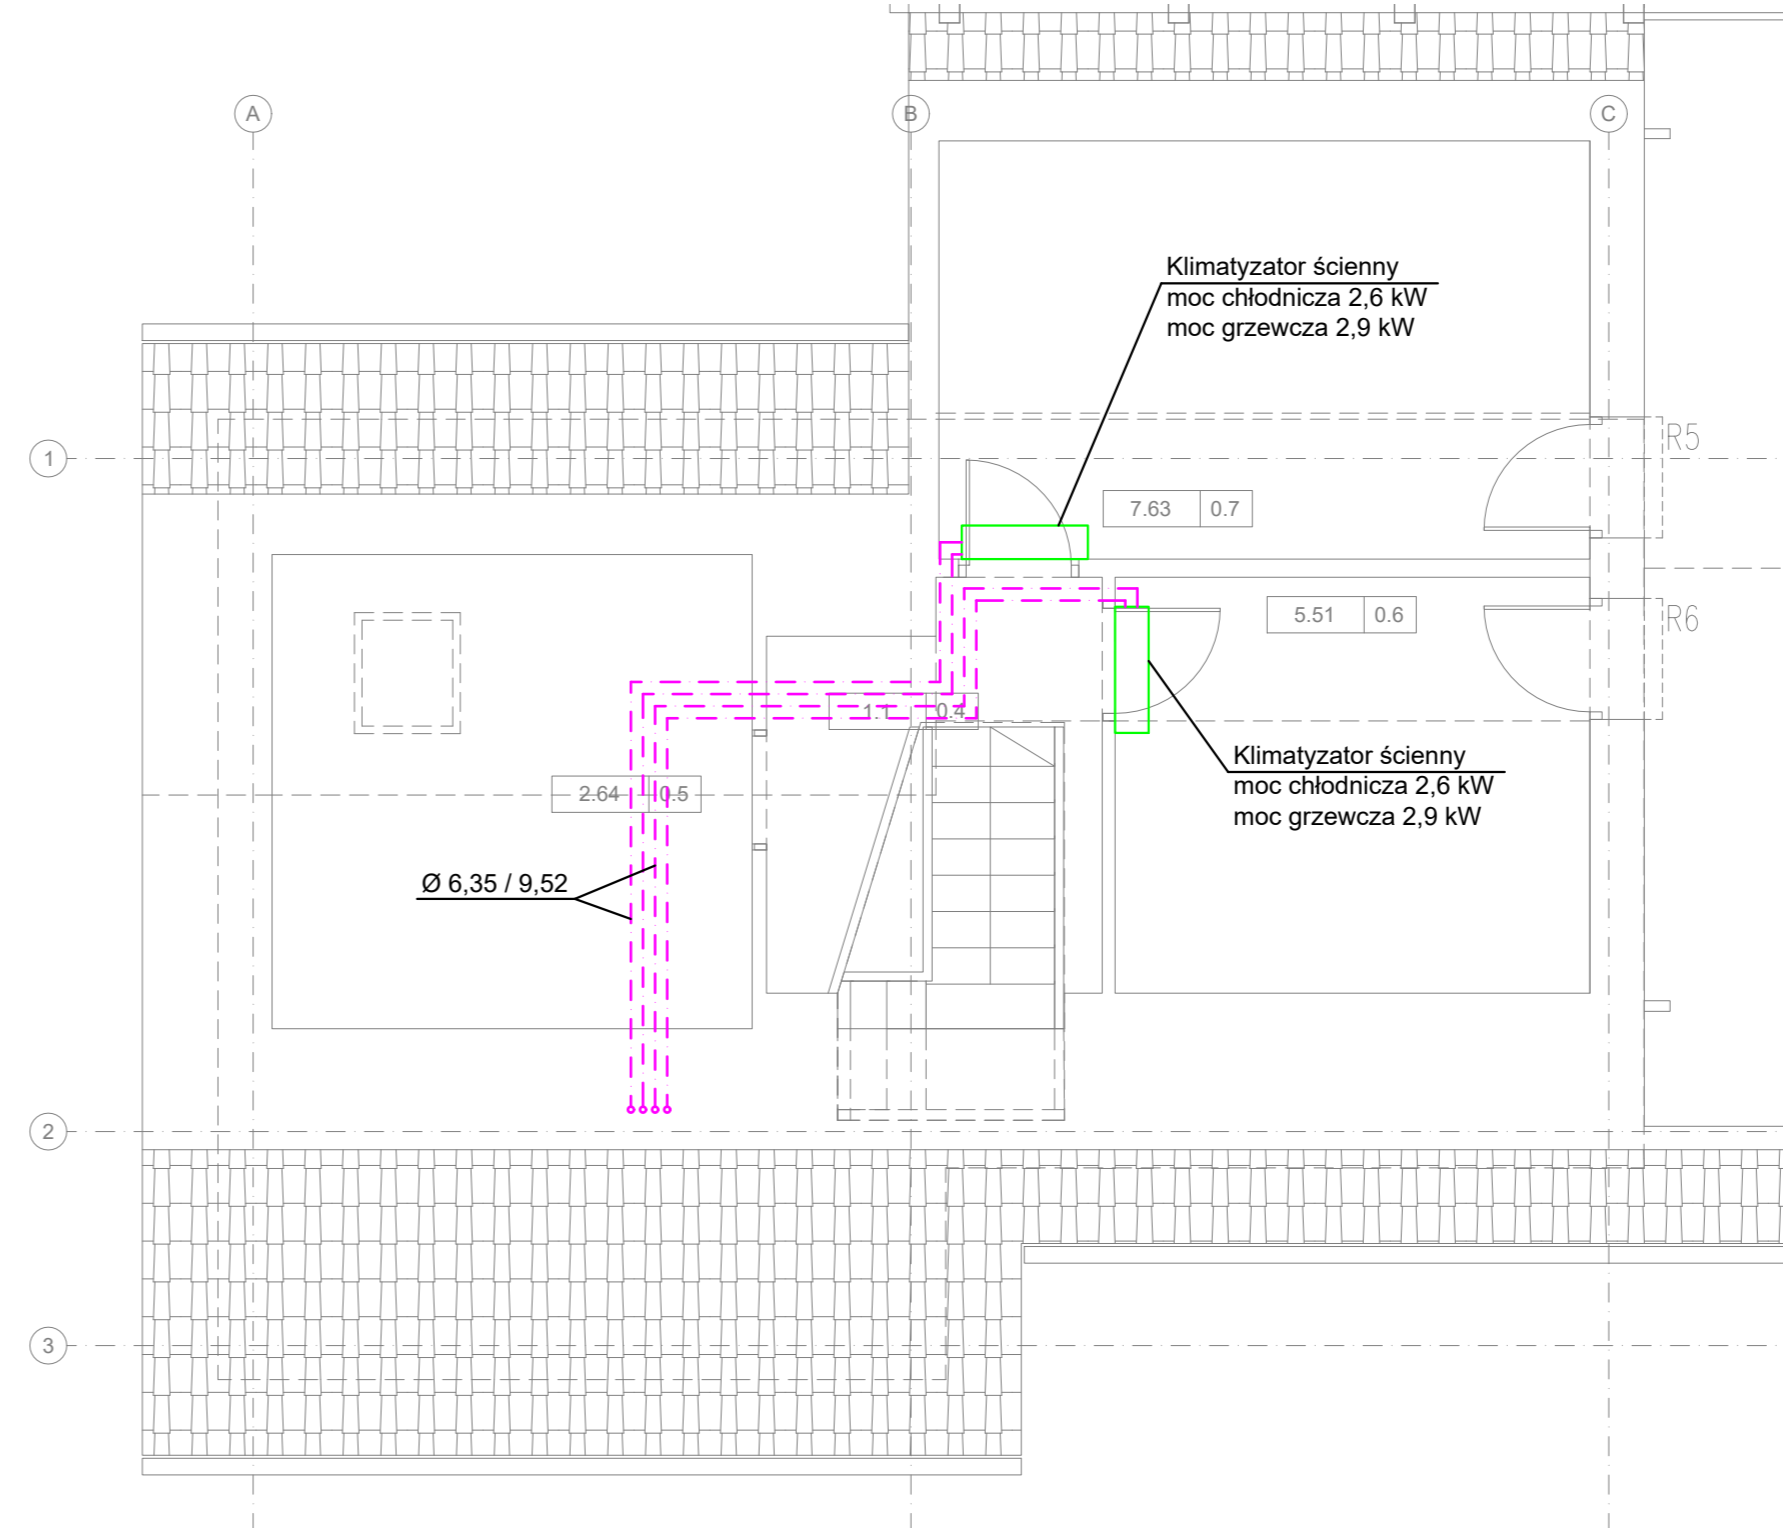 A
B
C
Klimatyzator ścienny
moc chłodnicza 2,6 kW
moc grzewcza 2,9 kW
R5
1
7.63 0.7
5.51 0.6
R6
1.1 0.4
Klimatyzator ścienny
moc chłodnicza 2,6 kW
moc grzewcza 2,9 kW
2.64 0.5
Ø 6,35 / 9,52
2
3